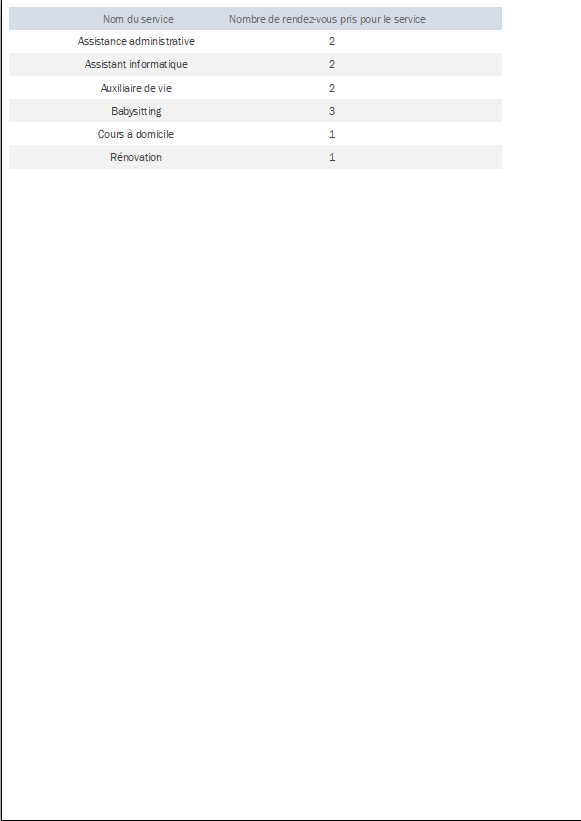 Nom du service Nombre de rendez-vous pris pour le service
Assistance administrative 2
Assistant informatique 2
Auxiliaire de vie 2
Babysitting 3
Cours à domicile 1
Rénovation 1